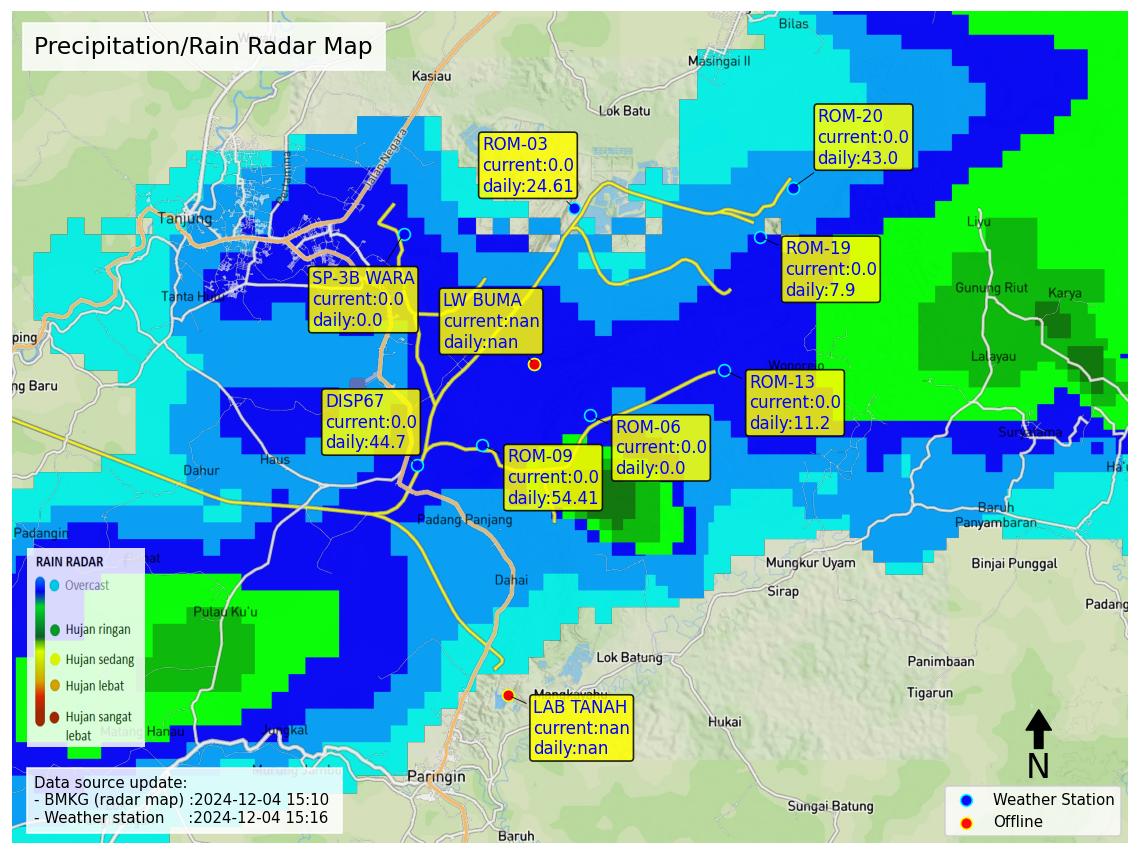 Precipitation/Rain Radar Map
Bilas
Masingai II
Kasiau
Lok Batu
ROM-20
current:0.0
daily:43.0
ROM-03
current:0.0
daily:24.61
Jalan Negara
Tanjung
Liyu
ROM-19
current:0.0
daily:7.9
SP-3B WARA
current:0.0
daily:0.0
LW BUMA
current:nan
daily:nan
Gunung Riut
Karya
Tanta Hulu
ping
Lalayau
ng Baru
ROM-13
current:0.0
daily:11.2
DISP67
current:0.0
daily:44.7
ROM-06
current:0.0
daily:0.0
ROM-09
current:0.0
daily:54.41
Haus
Dahur
Baruh
Panyambaran
Padang Panjang
Padangin
Mungkur Uyam
Binjai Punggal
Dahai
Sirap
Padang
RAIN RADAR
Overcast
Hujan ringan
Hujan sedang
Hujan lebat
Hujan sangat
lebat
Pulau Ku'u
Lok Batung
Panimbaan
Tigarun
LAB TANAH
current:nan
daily:nan
Hukai
Matang Hanau
Jungkal
Murung Jambu
Paringin
Sungai Batung
Baruh
N
Data source update:
- BMKG (radar map) :2024-12-04 15:10
- Weather station :2024-12-04 15:16
Weather Station
Offline